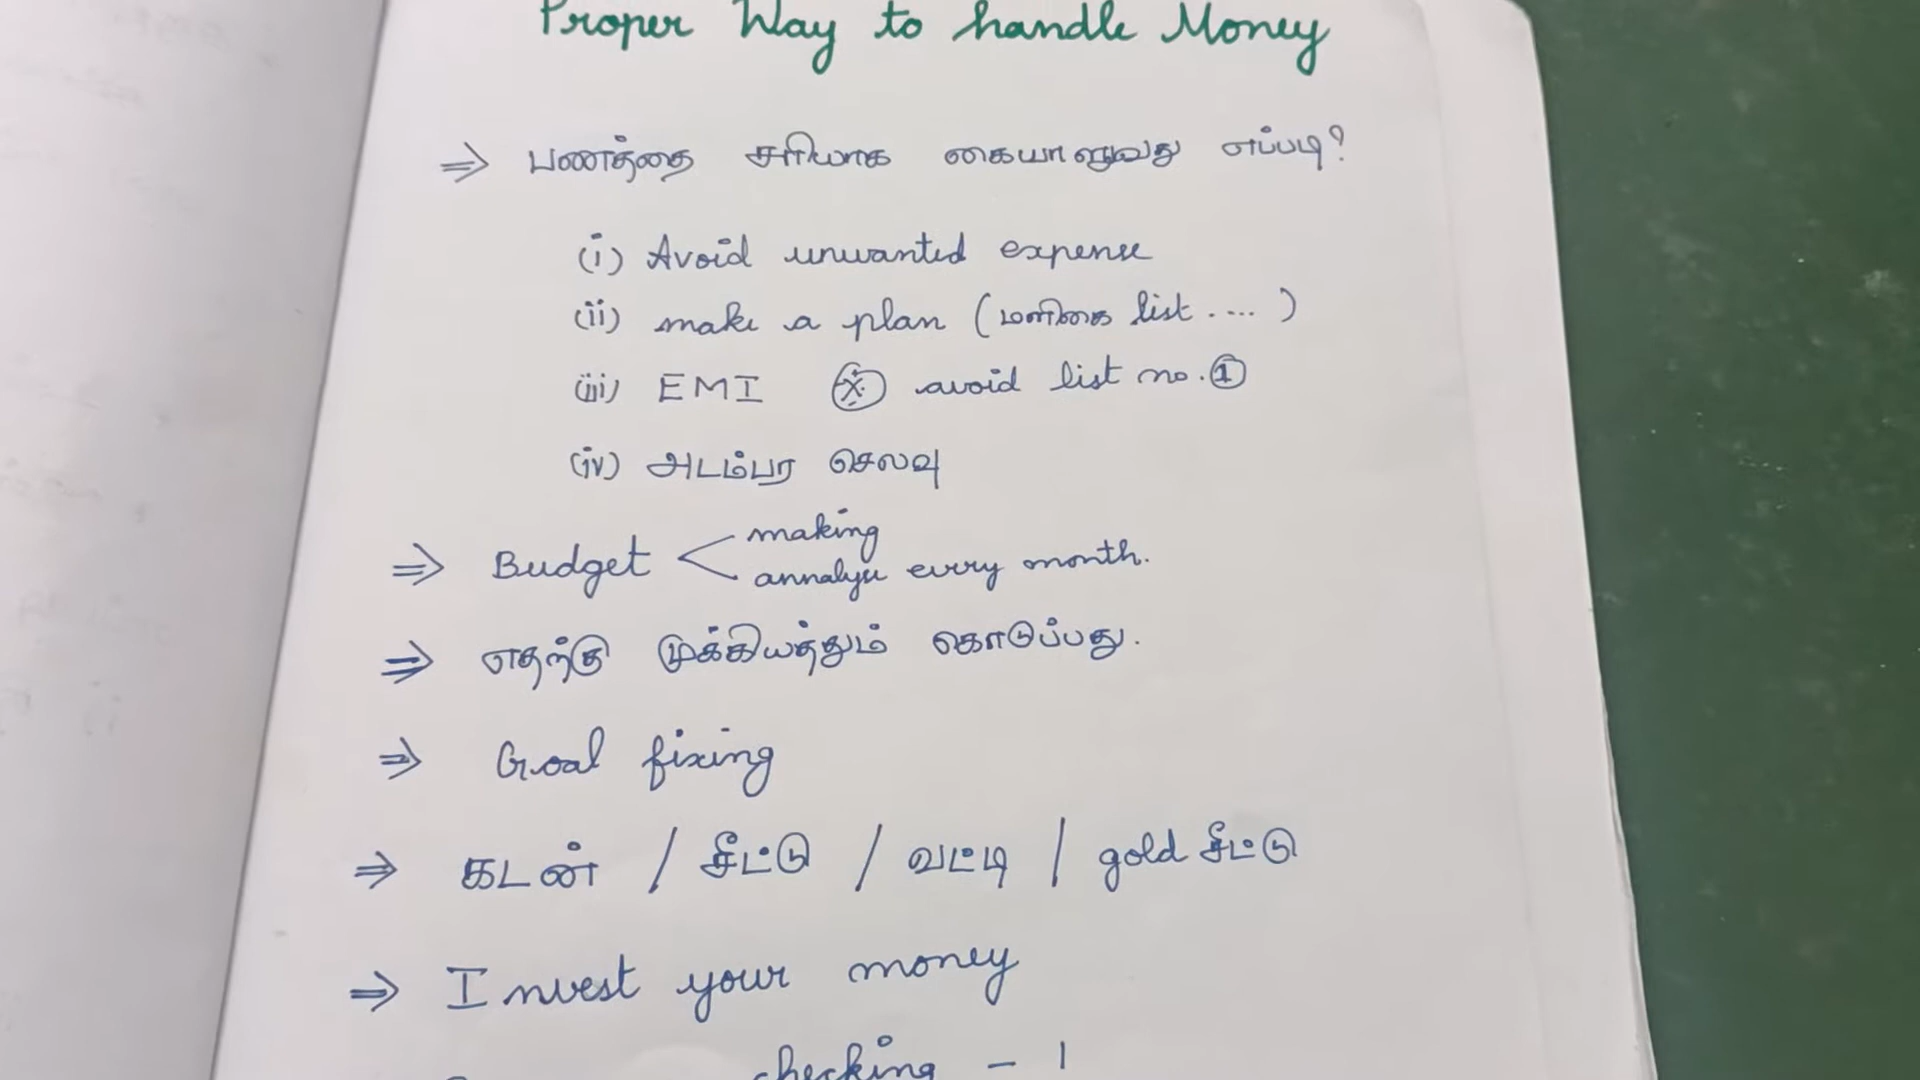 Proper Way to handle Money
⇒ பணத்தை சரியாக கையாளுவது எப்படி?
(i) Avoid unwanted expense
(ii) make a plan (மளிகை list .... )
(iii) EMI ⓧ avoid list no. ①
(iv) அடம்பர செலவு
⇒ Budget < making
annalyse every month.
⇒ எதற்கு முக்கியத்தும் கொடுப்பது.
⇒ Goal fixing
⇒ கடன் / சீட்டு / வட்டி / gold சீட்டு
⇒ Invest your money
checking -